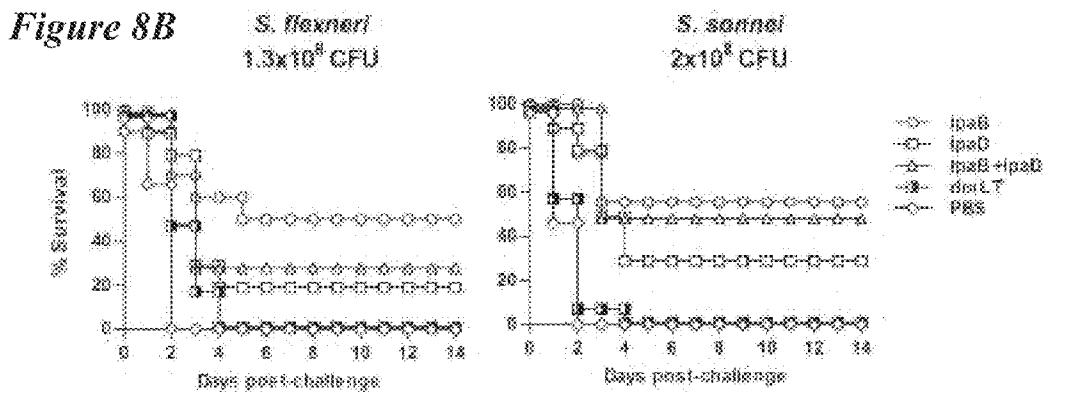 Figure 8B
S. flexneri
1.3x10⁸ CFU
S. sonnei
2x10⁸ CFU
% Survival
100
80
60
40
20
0
0 2 4 6 8 10 12 14
Days post-challenge
100
80
60
40
20
0
0 2 4 6 8 10 12 14
Days post-challenge
IpaB
IpaD
IpaB+IpaD
dmLT
PBS